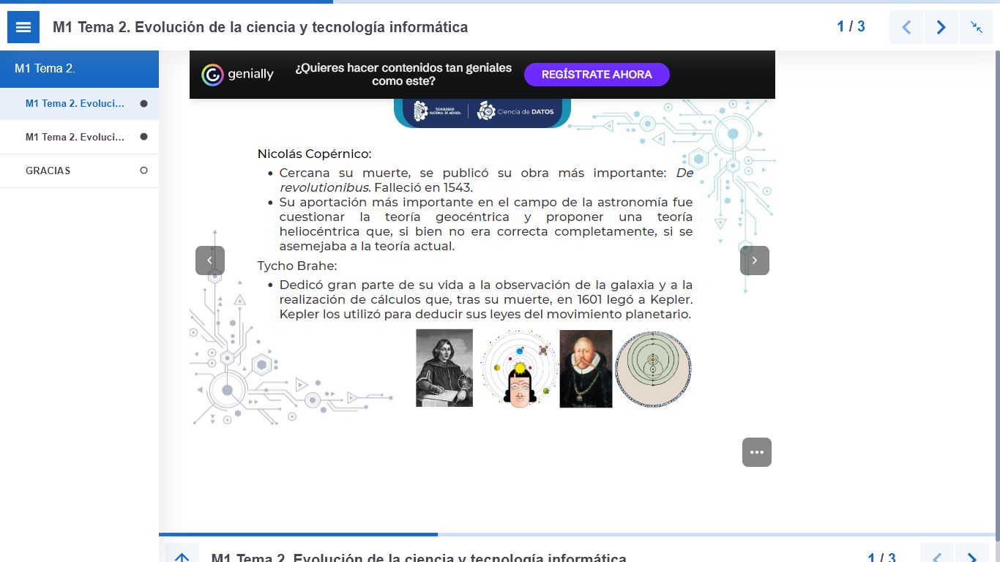 M1 Tema 2. Evolución de la ciencia y tecnología informática
1 / 3
M1 Tema 2.
M1 Tema 2. Evoluci...
M1 Tema 2. Evoluci...
GRACIAS
genially
¿Quieres hacer contenidos tan geniales
como este?
REGÍSTRATE AHORA
TECNOLÓGICO
NACIONAL DE MÉXICO
Ciencia de DATOS
Nicolás Copérnico:
Cercana su muerte, se publicó su obra más importante: De
revolutionibus. Falleció en 1543.
Su aportación más importante en el campo de la astronomía fue
cuestionar la teoría geocéntrica y proponer una teoría
heliocéntrica que, si bien no era correcta completamente, si se
asemejaba a la teoría actual.
Tycho Brahe:
Dedicó gran parte de su vida a la observación de la galaxia y a la
realización de cálculos que, tras su muerte, en 1601 legó a Kepler.
Kepler los utilizó para deducir sus leyes del movimiento planetario.
M1 Tema 2. Evolución de la ciencia y tecnología informática
1 / 3